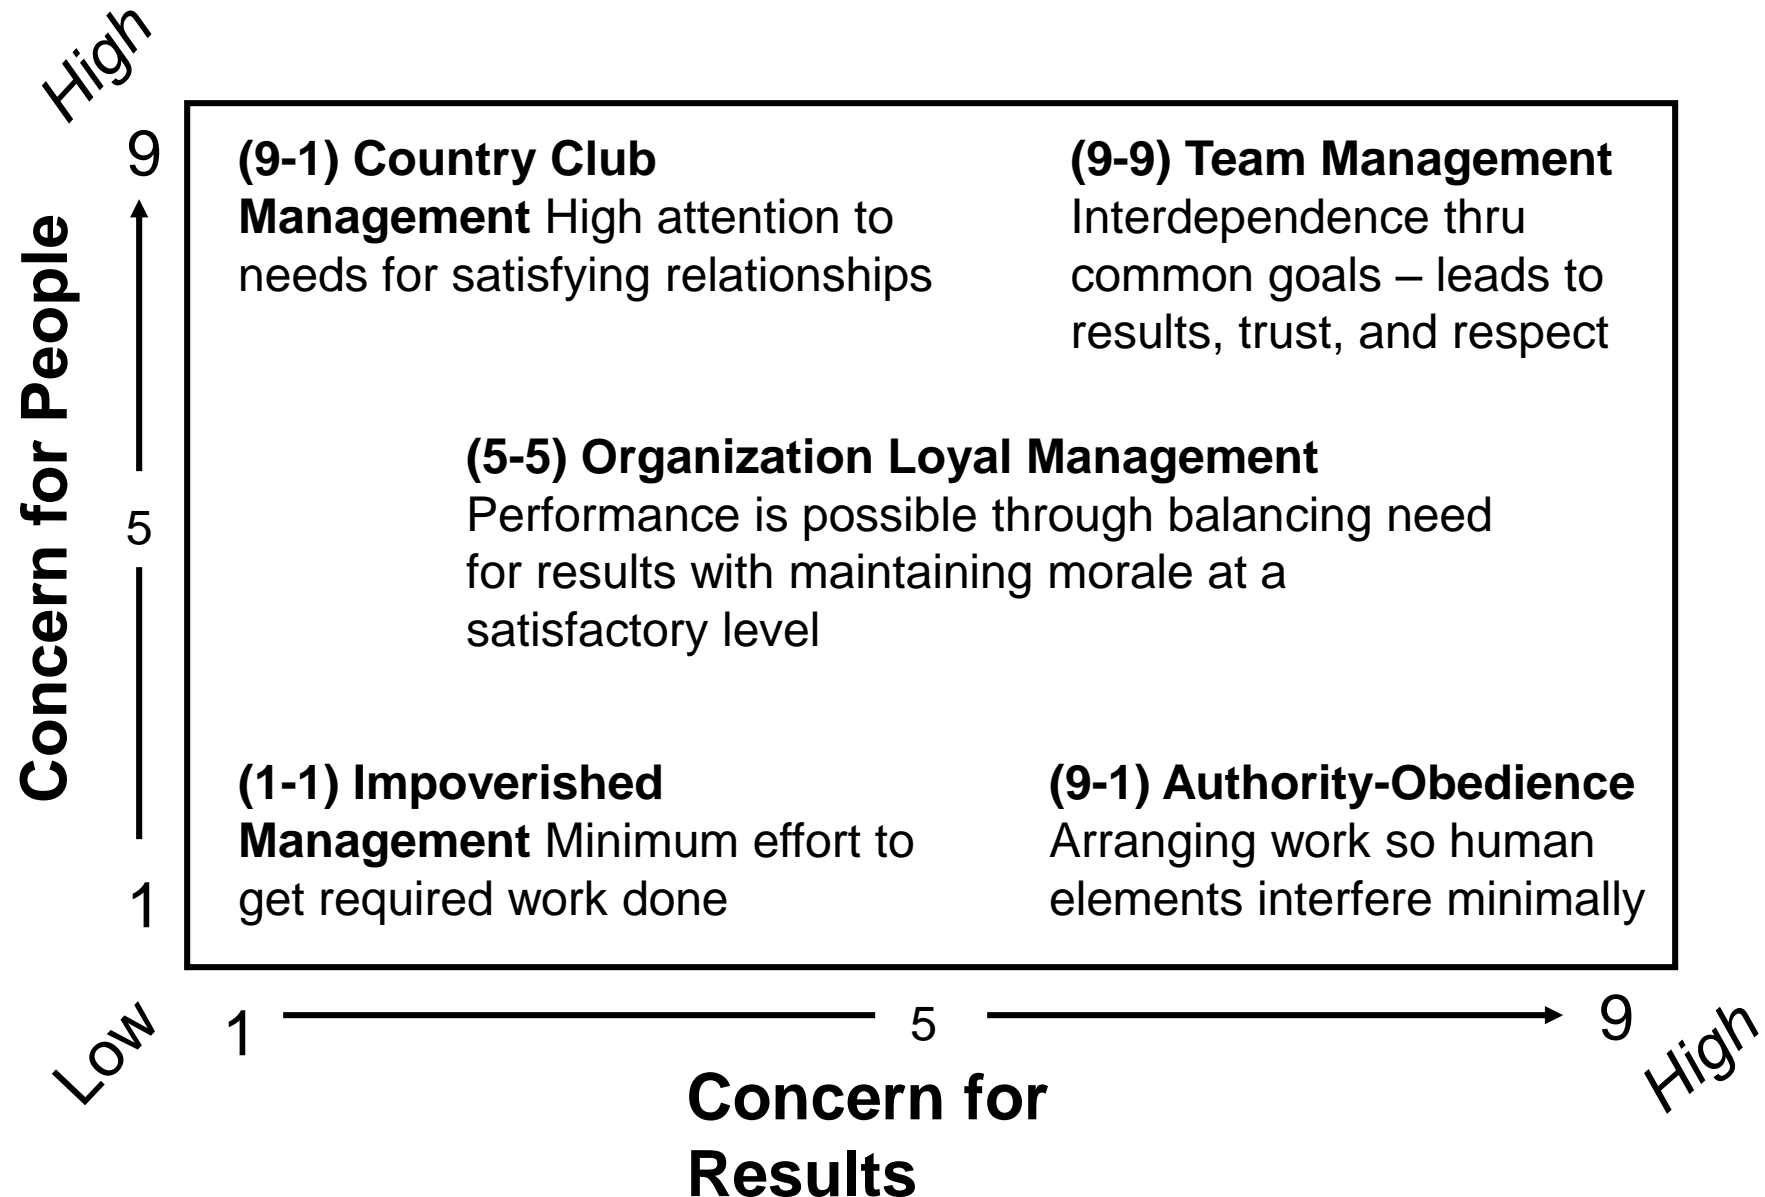 High
9
Concern for People
5
1
Low
(9-1) Country Club
Management High attention to
needs for satisfying relationships
(9-9) Team Management
Interdependence thru
common goals – leads to
results, trust, and respect
(5-5) Organization Loyal Management
Performance is possible through balancing need
for results with maintaining morale at a
satisfactory level
(1-1) Impoverished
Management Minimum effort to
get required work done
(9-1) Authority-Obedience
Arranging work so human
elements interfere minimally
1
5
9
High
Concern for
Results